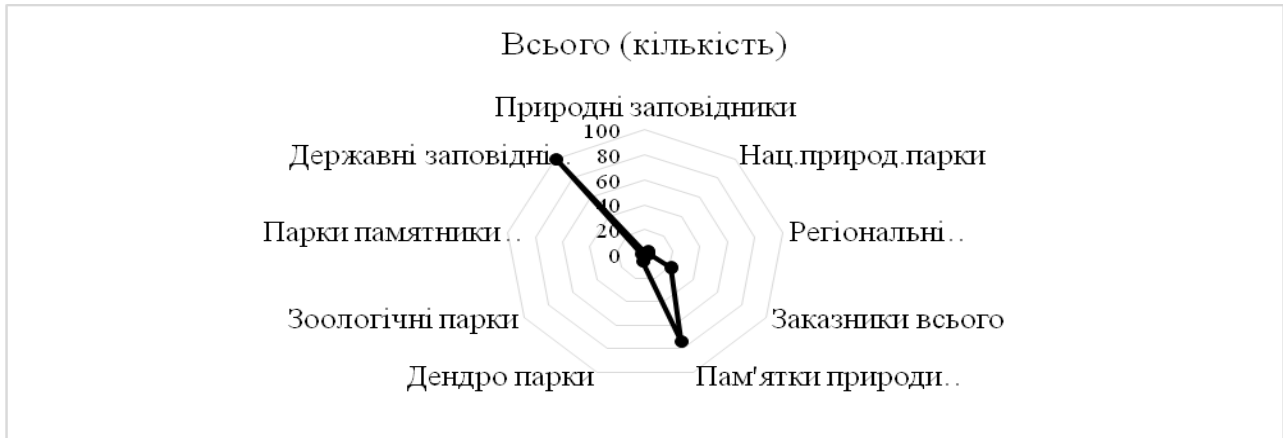 Всього (кількість)
Природні заповідники
100
80
60
40
20
0
Нац.природ.парки
Регіональні..
Заказники всього
Пам'ятки природи..
Дендро парки
Зоологічні парки
Парки памятники..
Державні заповідні..